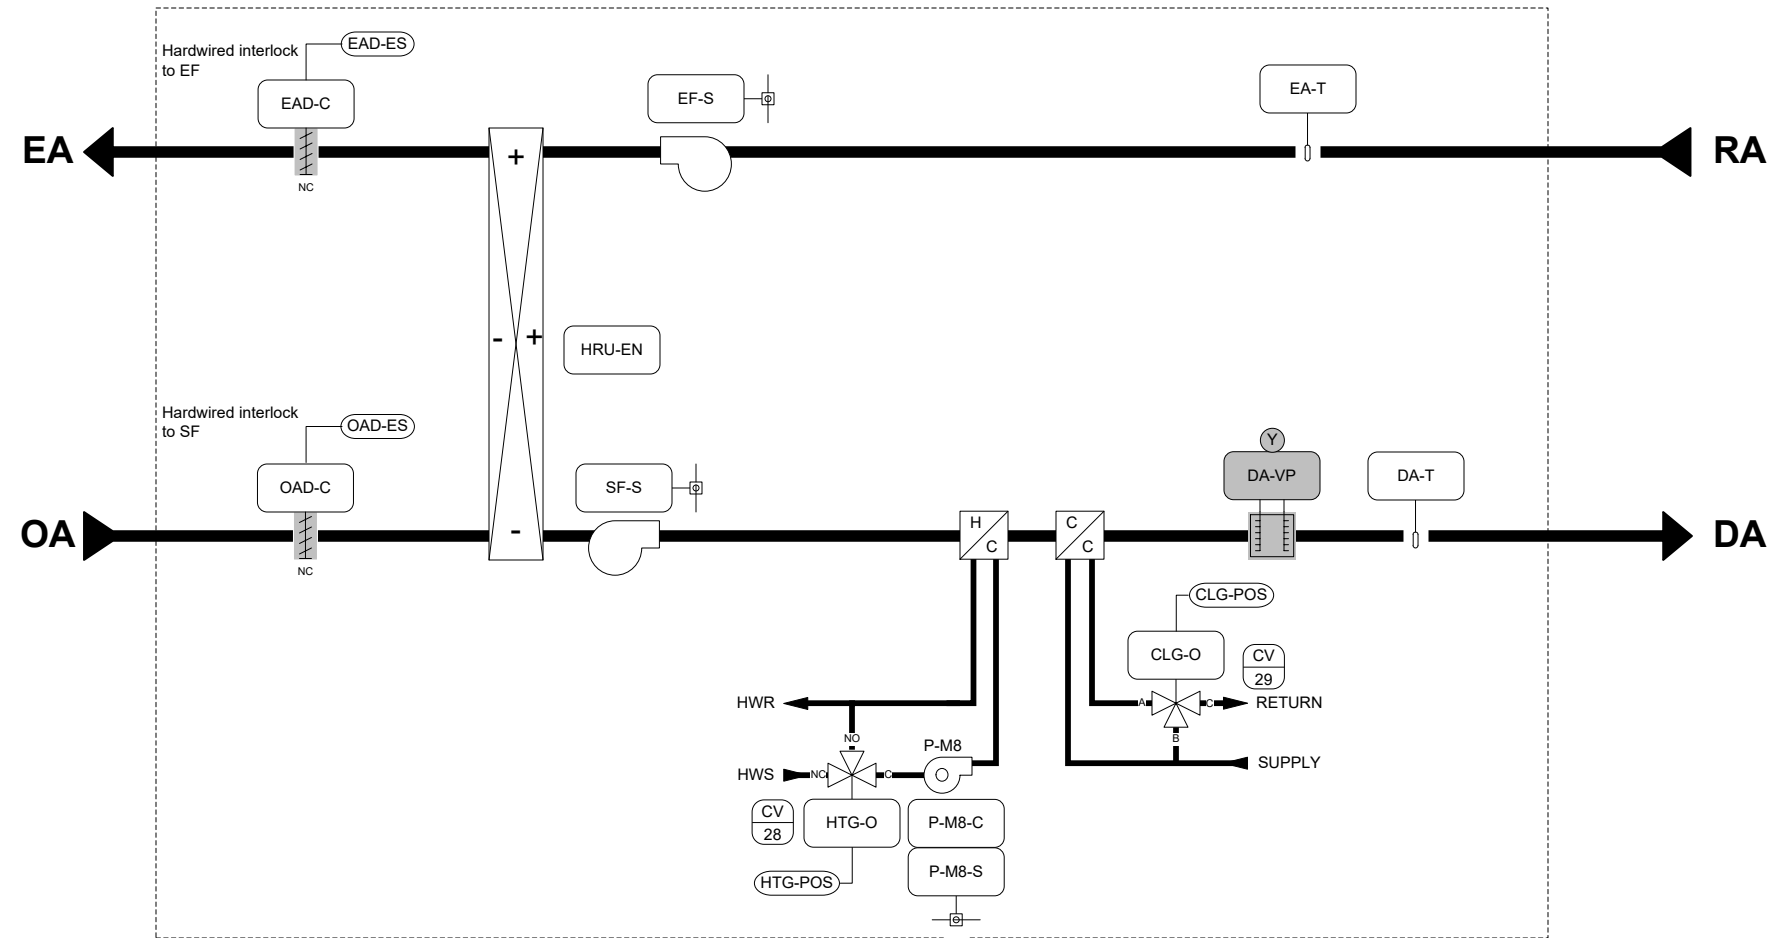 EAD-ES
Hardwired interlock
to EF
EAD-C
EF-S
EA-T
EA
RA
+
NC
- +
HRU-EN
Hardwired interlock
to SF
OAD-ES
OAD-C
SF-S
Y
DA-VP
DA-T
OA
-
H
C
C
C
DA
NC
CLG-POS
CLG-O
CV
29
HWR
A
C
RETURN
NO
B
P-M8
SUPPLY
HWS
NC
C
CV
28
HTG-O
P-M8-C
P-M8-S
HTG-POS